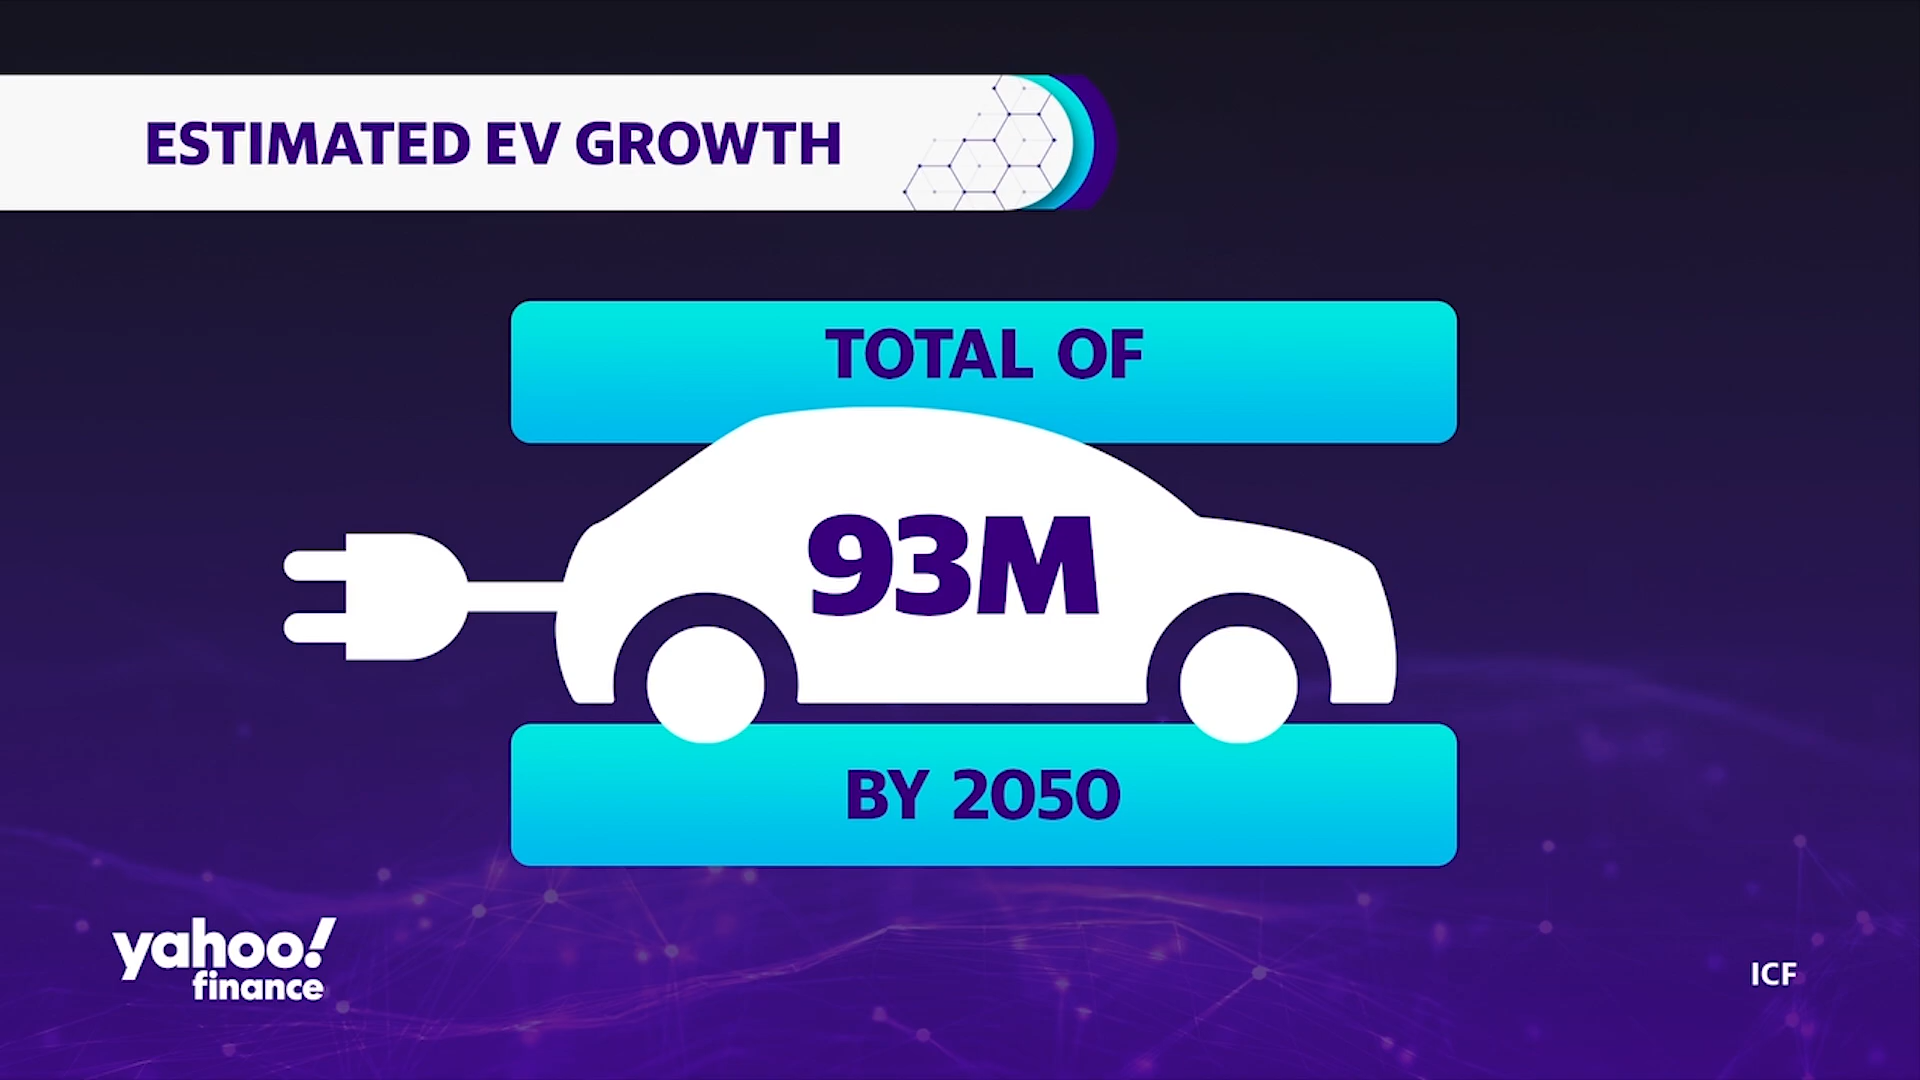 ESTIMATED EV GROWTH
TOTAL OF
93M
BY 2050
yahoo!
finance
ICF